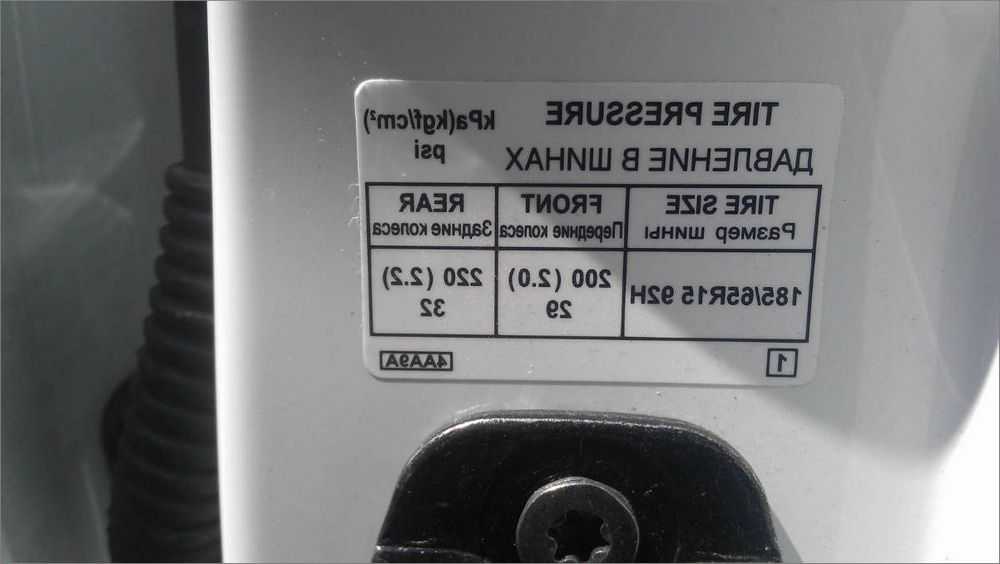 TIRE PRESSURE kPa(kgf/cm²)
ДАВЛЕНИЕ В ШИНАХ psi
TIRE SIZE FRONT REAR
Размер шины Передние колеса Задние колеса
185/65R15 92H 200 (2.0) 220 (2.2)
29 32
1 4AA9A